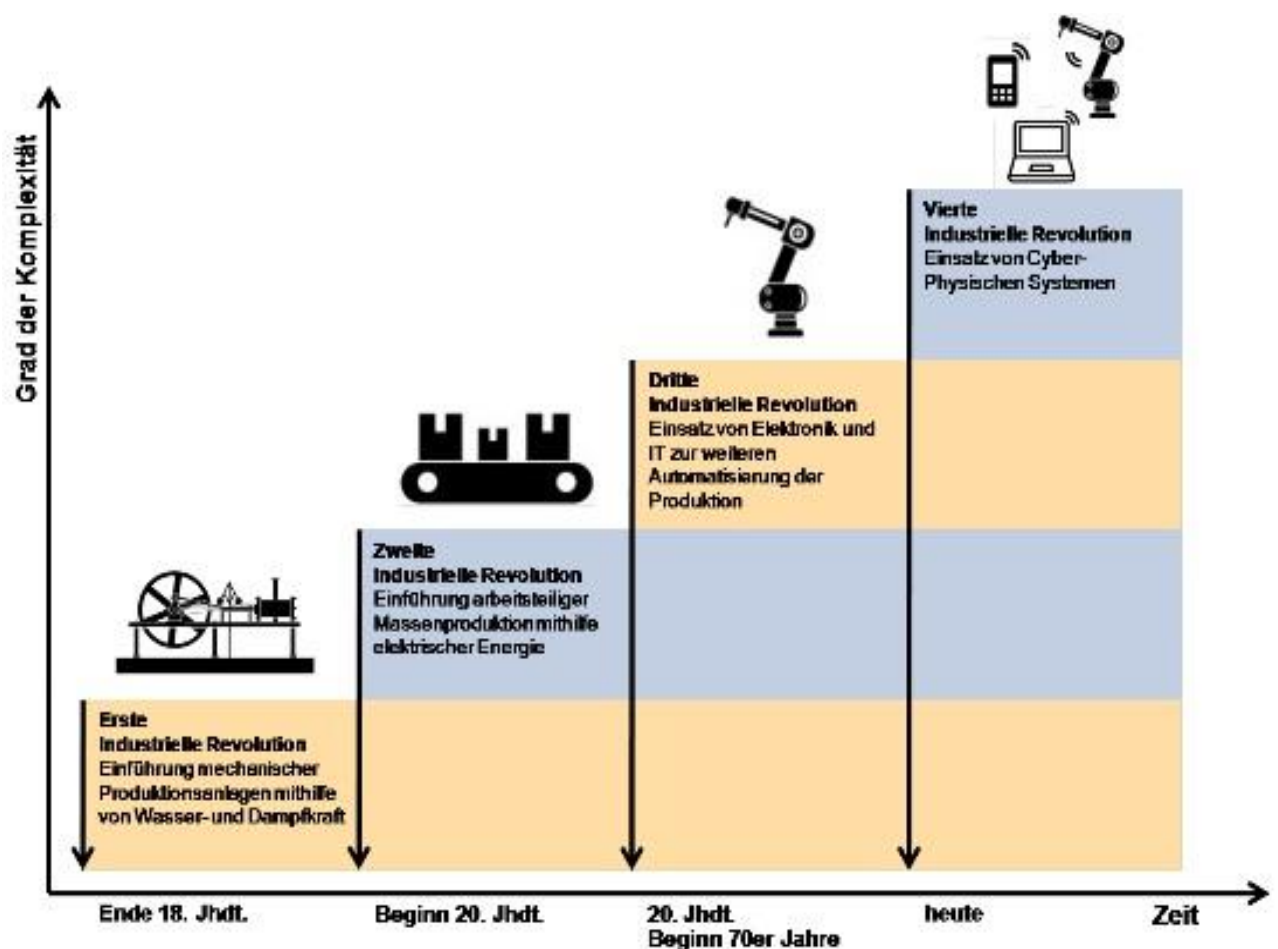 Grad der Komplexität
Vierte
Industrielle Revolution
Einsatz von Cyber-
Physischen Systemen
Dritte
Industrielle Revolution
Einsatz von Elektronik und
IT zur weiteren
Automatisierung der
Produktion
Zweite
Industrielle Revolution
Einführung arbeitsteiliger
Massenproduktion mithilfe
elektrischer Energie
Erste
Industrielle Revolution
Einführung mechanischer
Produktionsanlagen mithilfe
von Wasser- und Dampfkraft
Ende 18. Jhdt.
Beginn 20. Jhdt.
20. Jhdt.
Beginn 70er Jahre
heute
Zeit